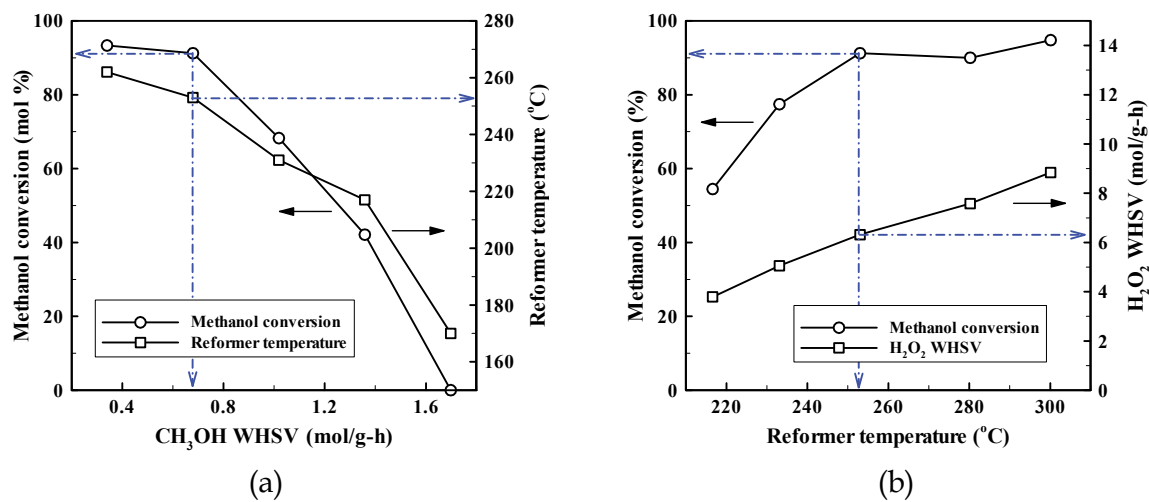 100
80
60
40
20
0
Methanol conversion (mol %)
280
260
240
220
200
180
160
Reformer temperature (°C)
Methanol conversion
Reformer temperature
0.4 0.8 1.2 1.6
CH₃OH WHSV (mol/g-h)
(a)
100
80
60
40
20
0
Methanol conversion (%)
14
12
10
8
6
4
2
0
H₂O₂ WHSV (mol/g-h)
Methanol conversion
H₂O₂ WHSV
220 240 260 280 300
Reformer temperature (°C)
(b)